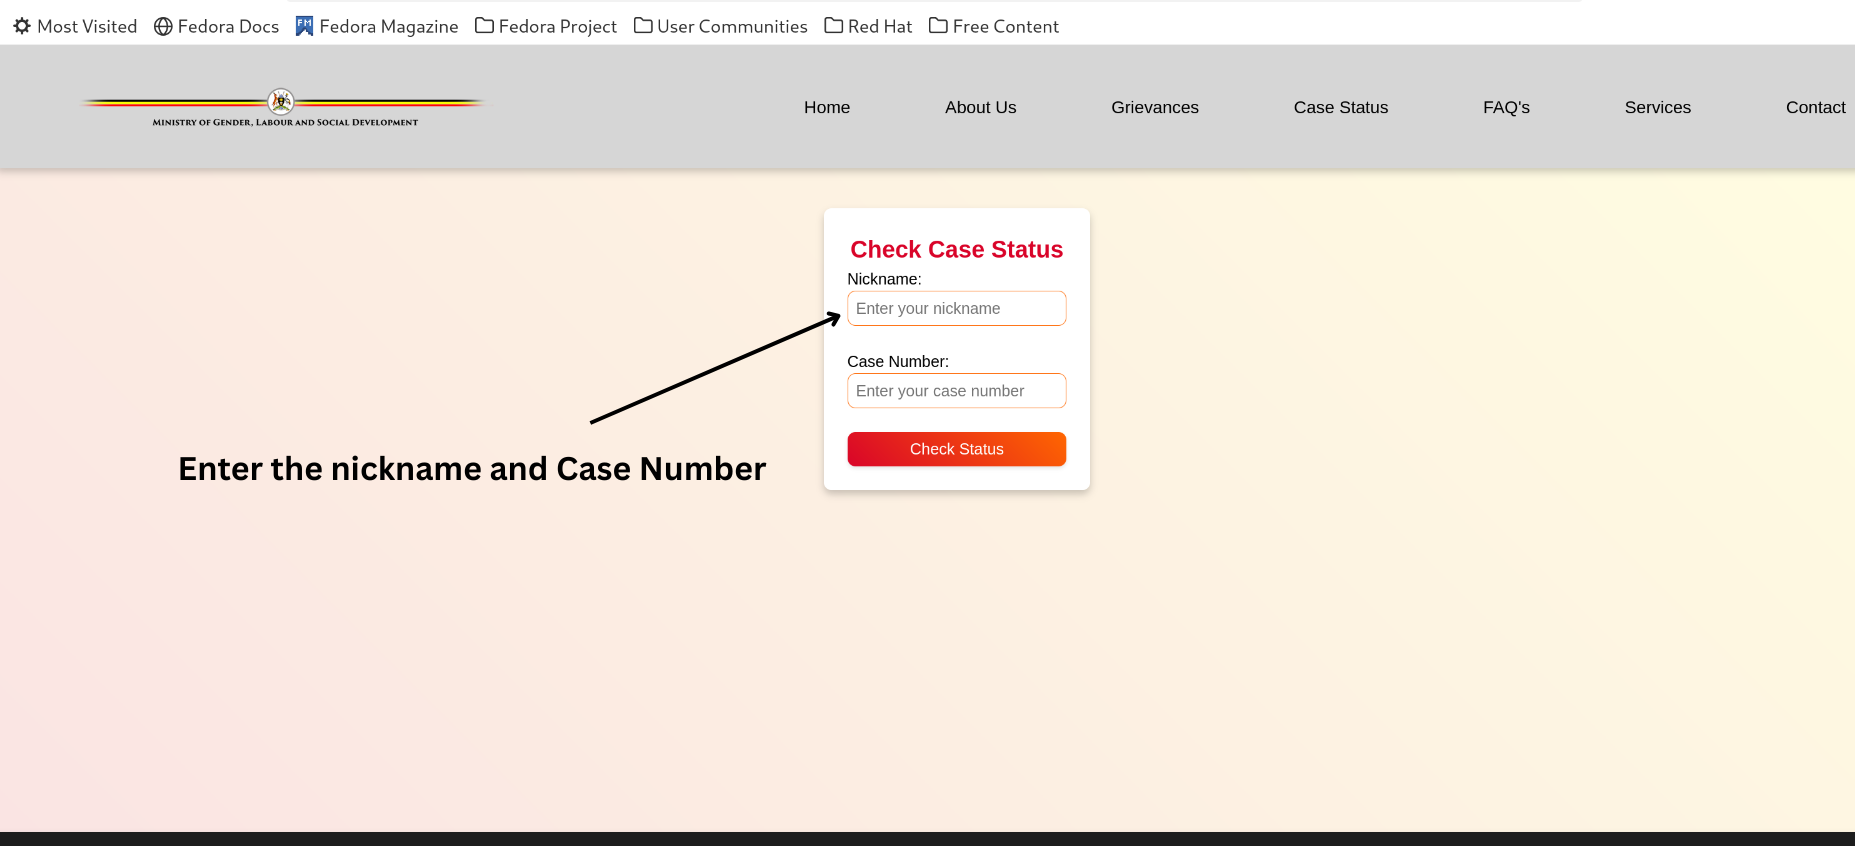 Most Visited Fedora Docs FM Fedora Magazine Fedora Project User Communities Red Hat Free Content
MINISTRY OF GENDER, LABOUR AND SOCIAL DEVELOPMENT
Home About Us Grievances Case Status FAQ's Services Contact
Check Case Status
Nickname:
Enter your nickname
Case Number:
Enter your case number
Check Status
Enter the nickname and Case Number